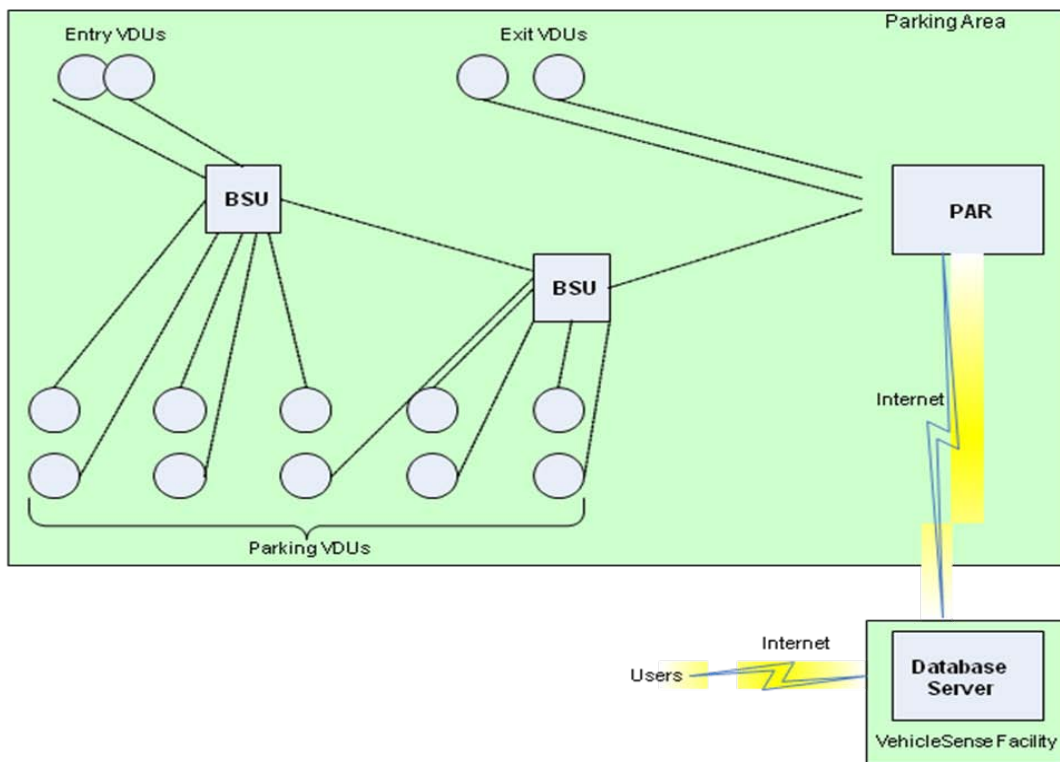 Parking Area
Entry VDUs
Exit VDUs
BSU
PAR
BSU
Internet
Parking VDUs
Internet
Users
Database
Server
VehicleSense Facility